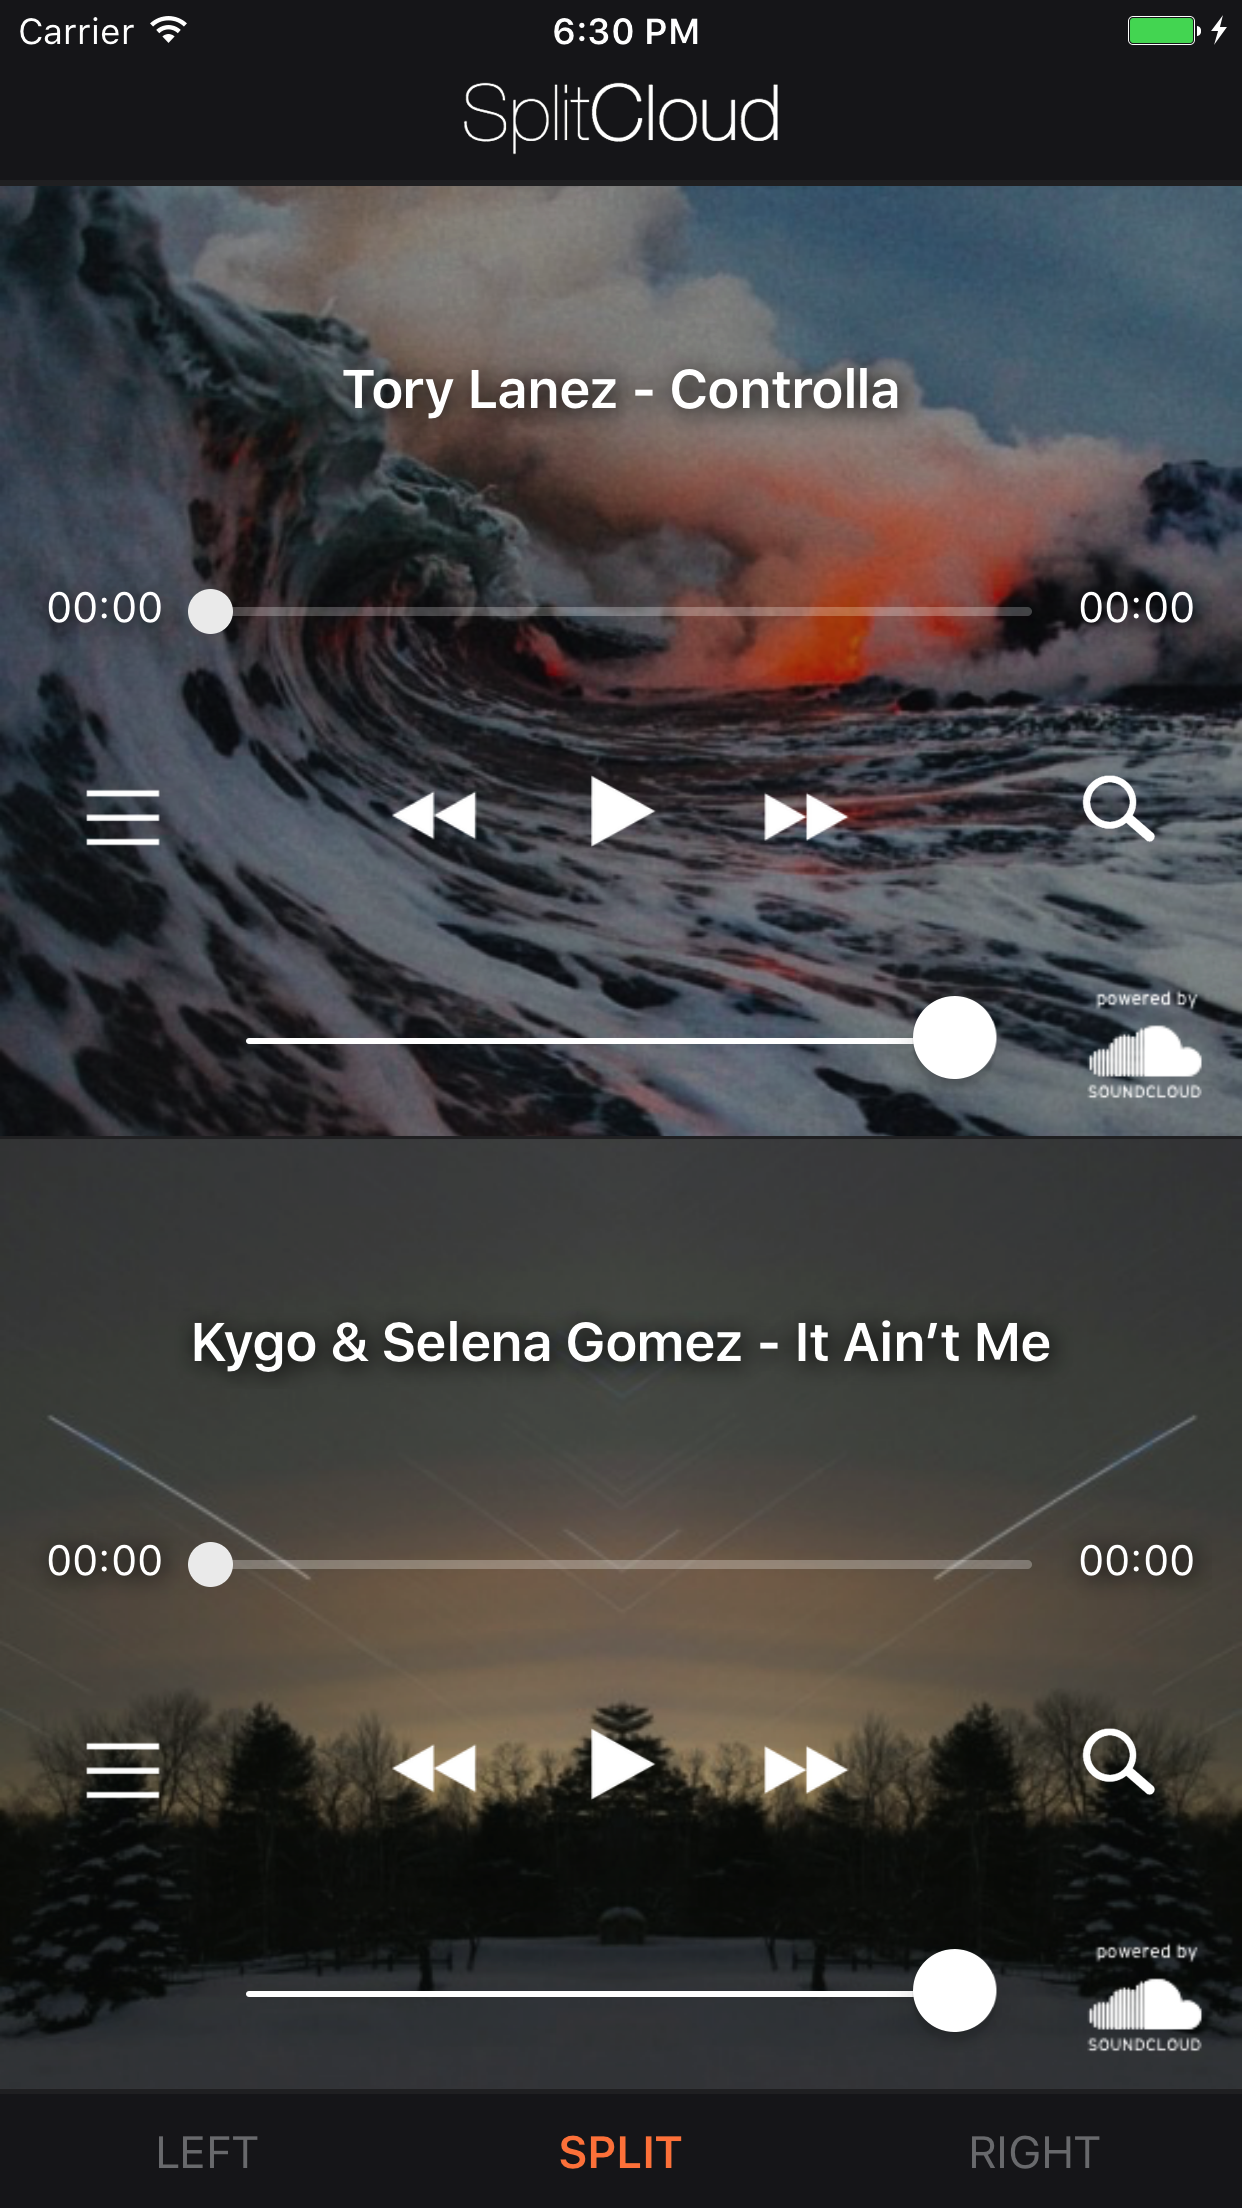 Carrier 6:30 PM
SplitCloud
Tory Lanez - Controlla
00:00 00:00
powered by
SOUNDCLOUD
Kygo & Selena Gomez - It Ain’t Me
00:00 00:00
powered by
SOUNDCLOUD
LEFT SPLIT RIGHT